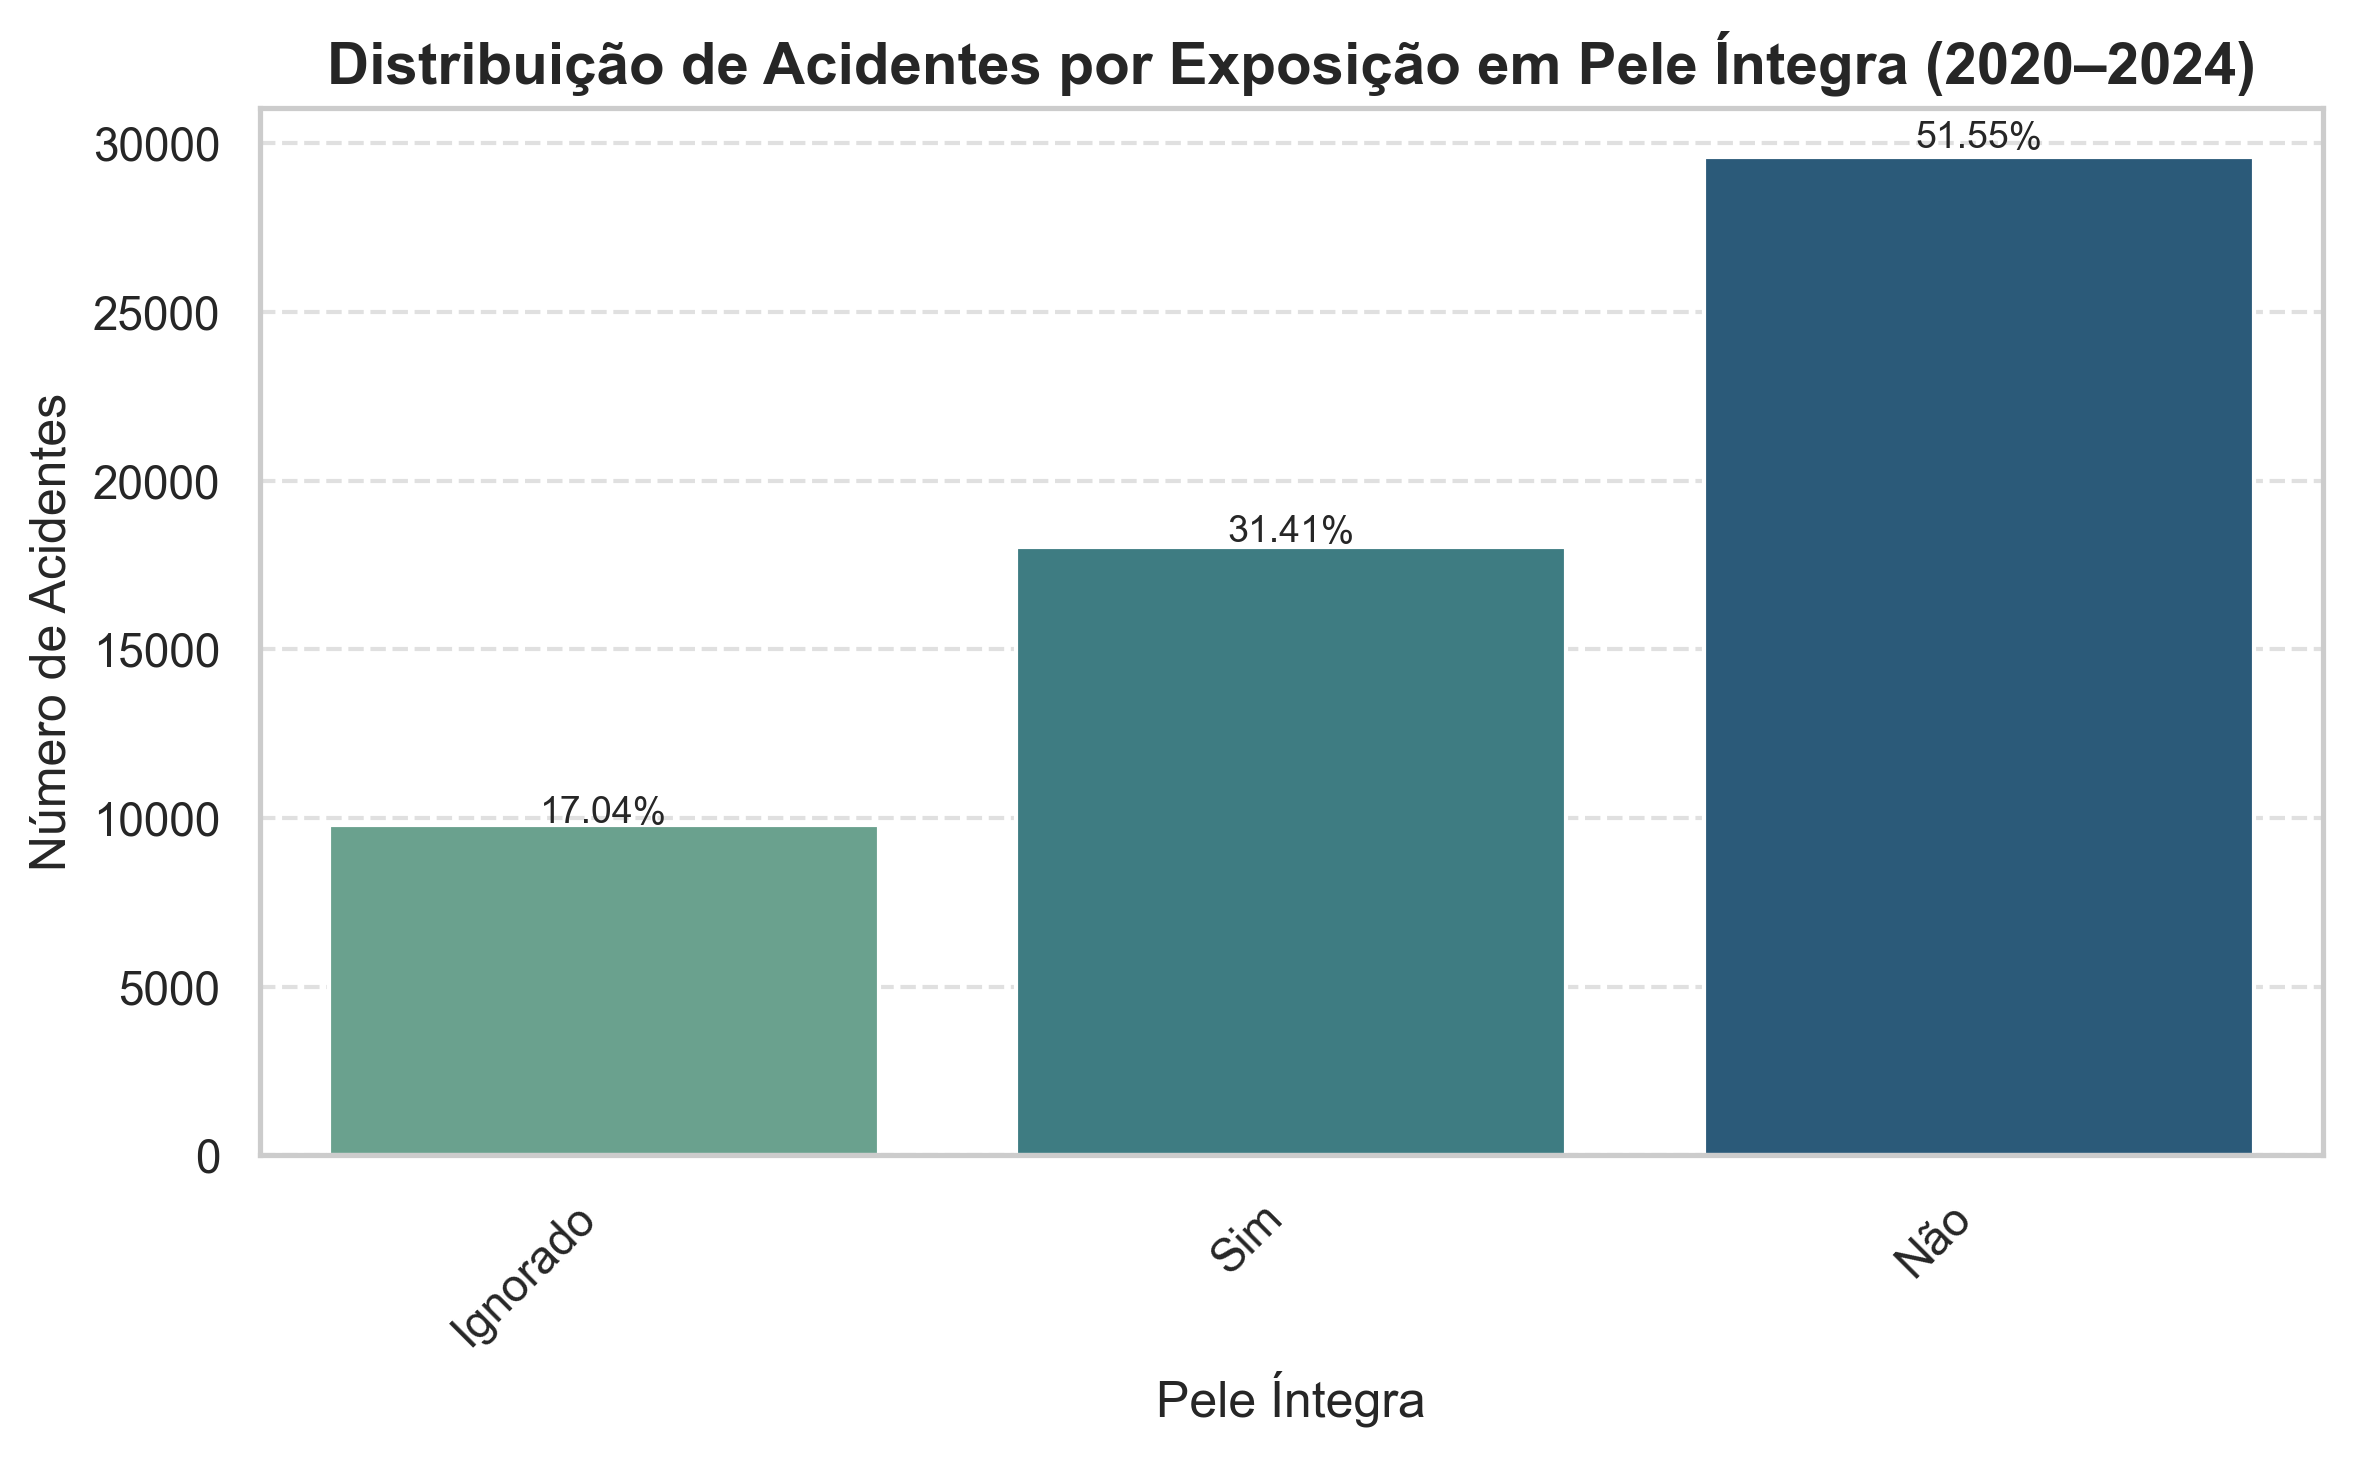 Distribuição de Acidentes por Exposição em Pele Íntegra (2020–2024)
Número de Acidentes
30000
25000
20000
15000
10000
5000
0
17.04%
31.41%
51.55%
Ignorado
Sim
Não
Pele Íntegra